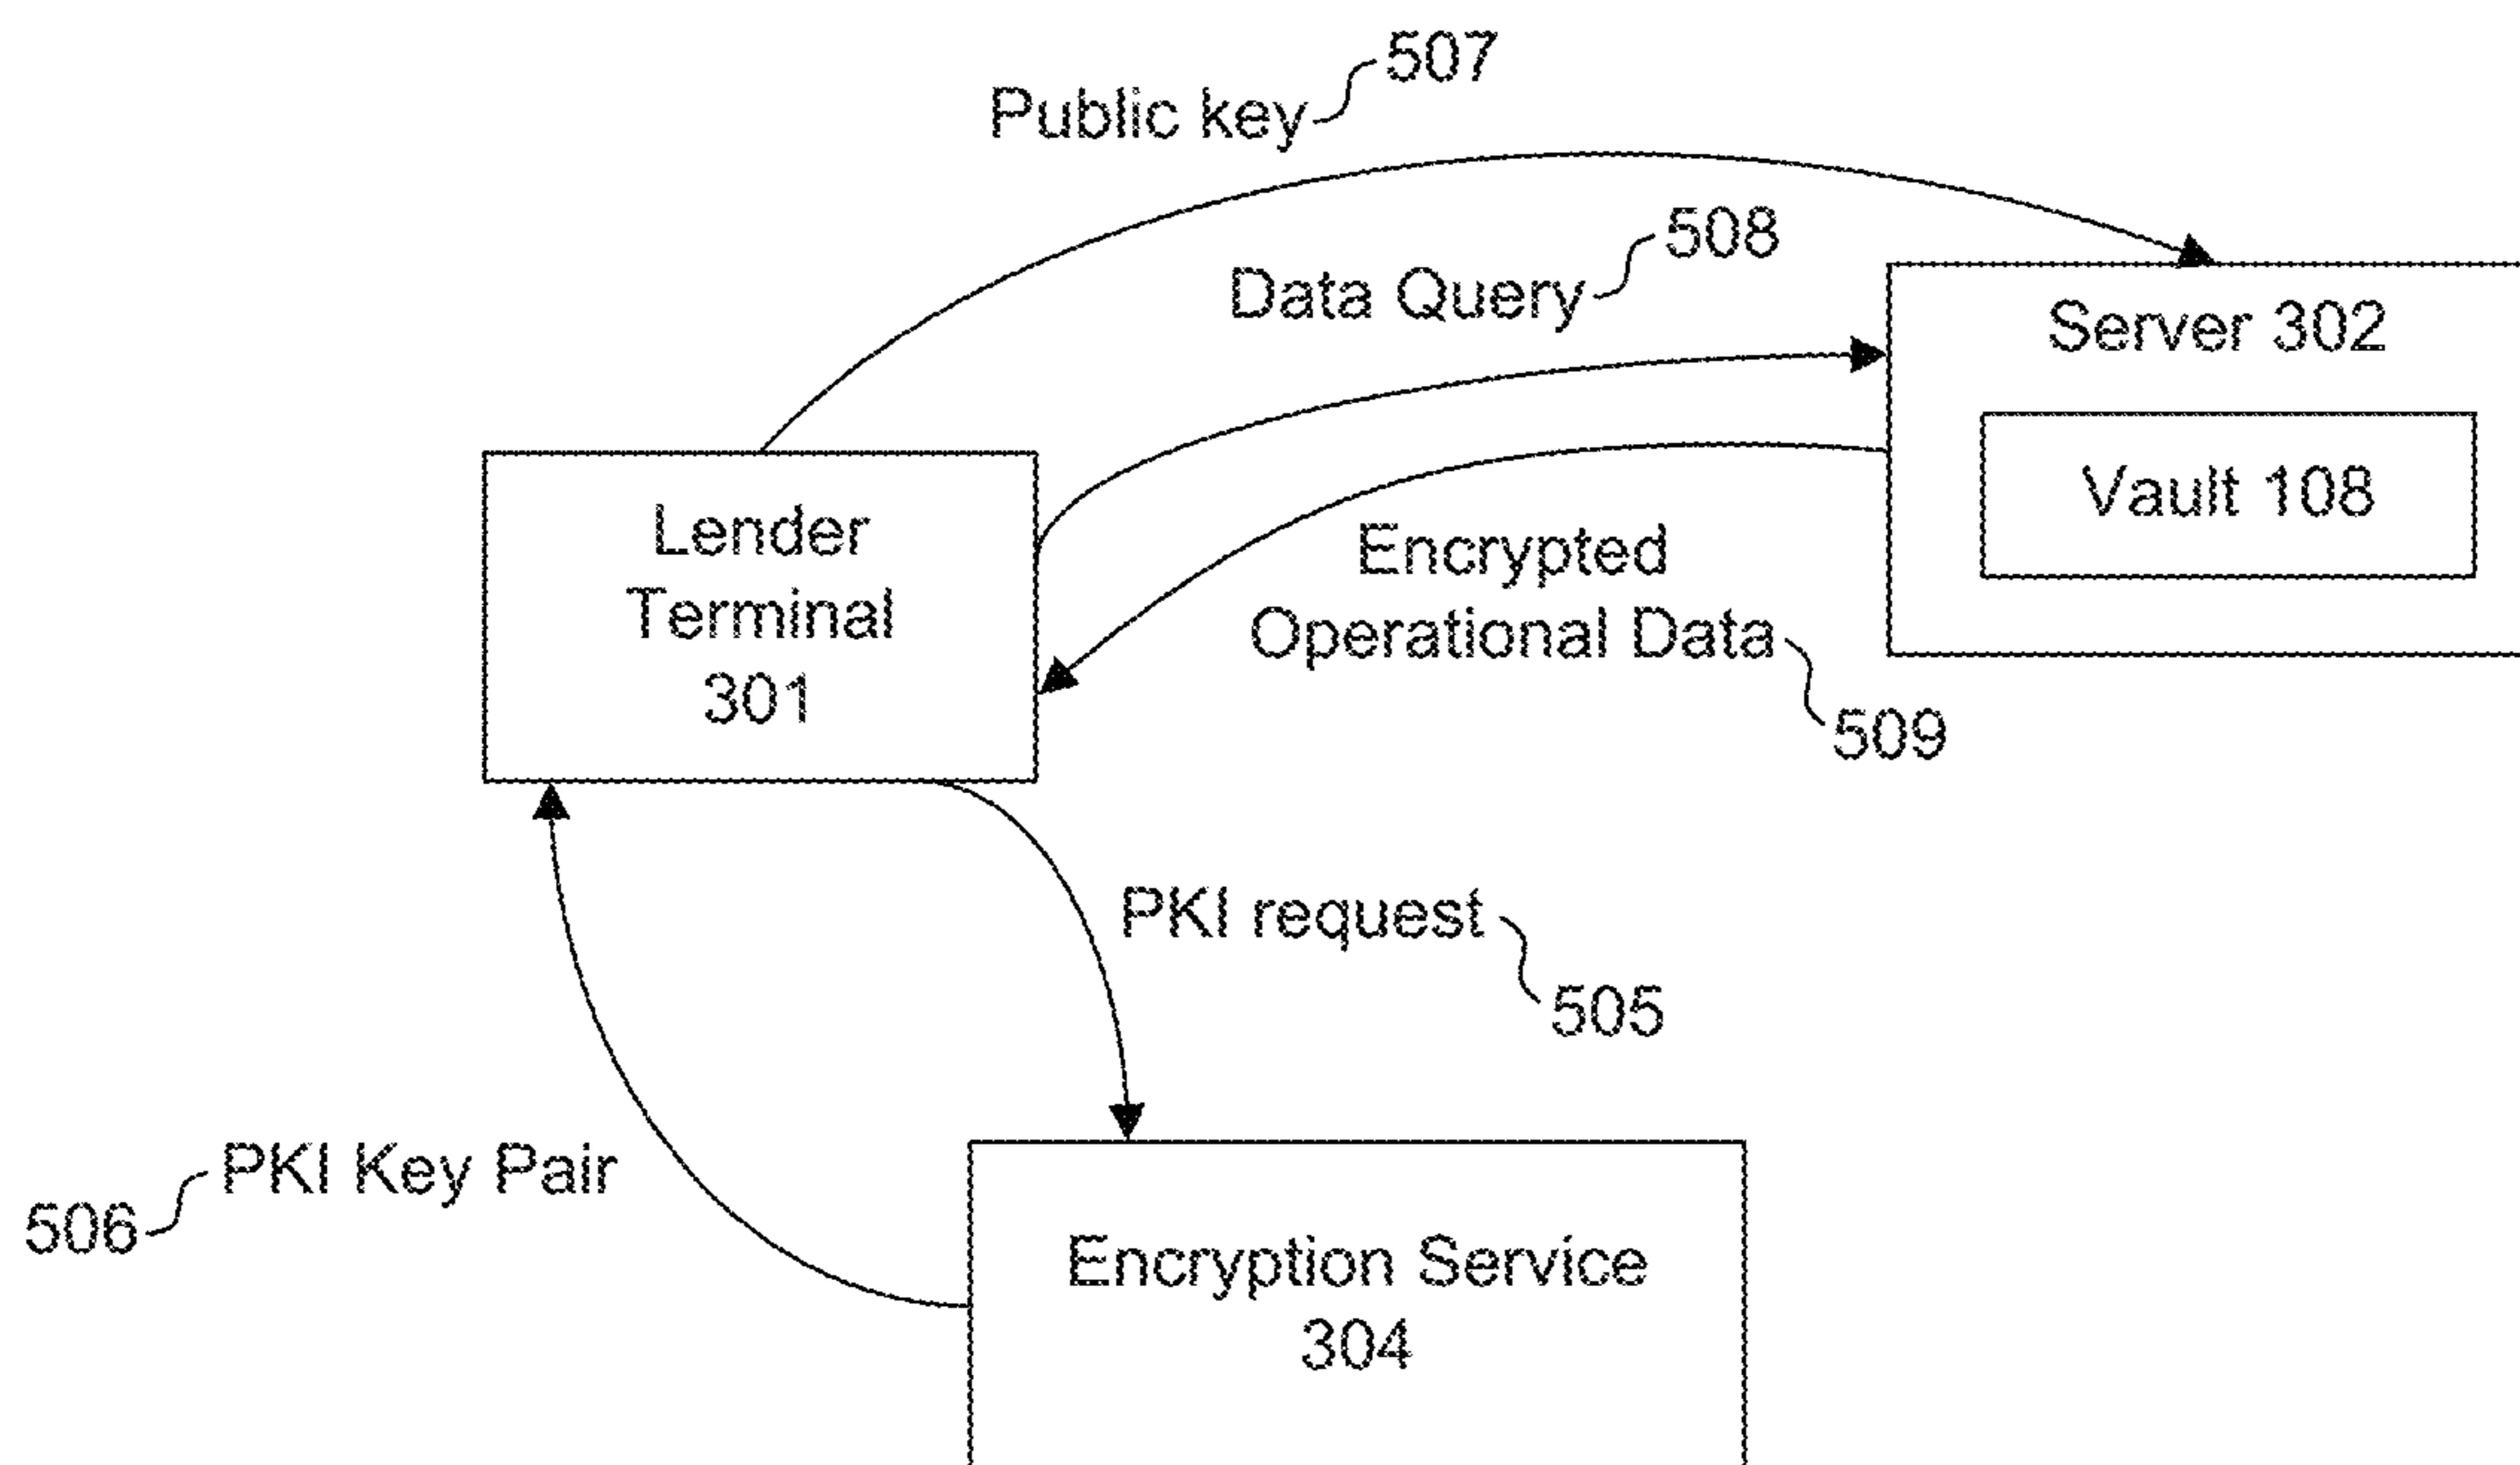 507
Public key
508
Data Query
Server 302
Vault 108
Lender
Terminal
301
Encrypted
Operational Data
509
PKI request
505
PKI Key Pair
506
Encryption Service
304